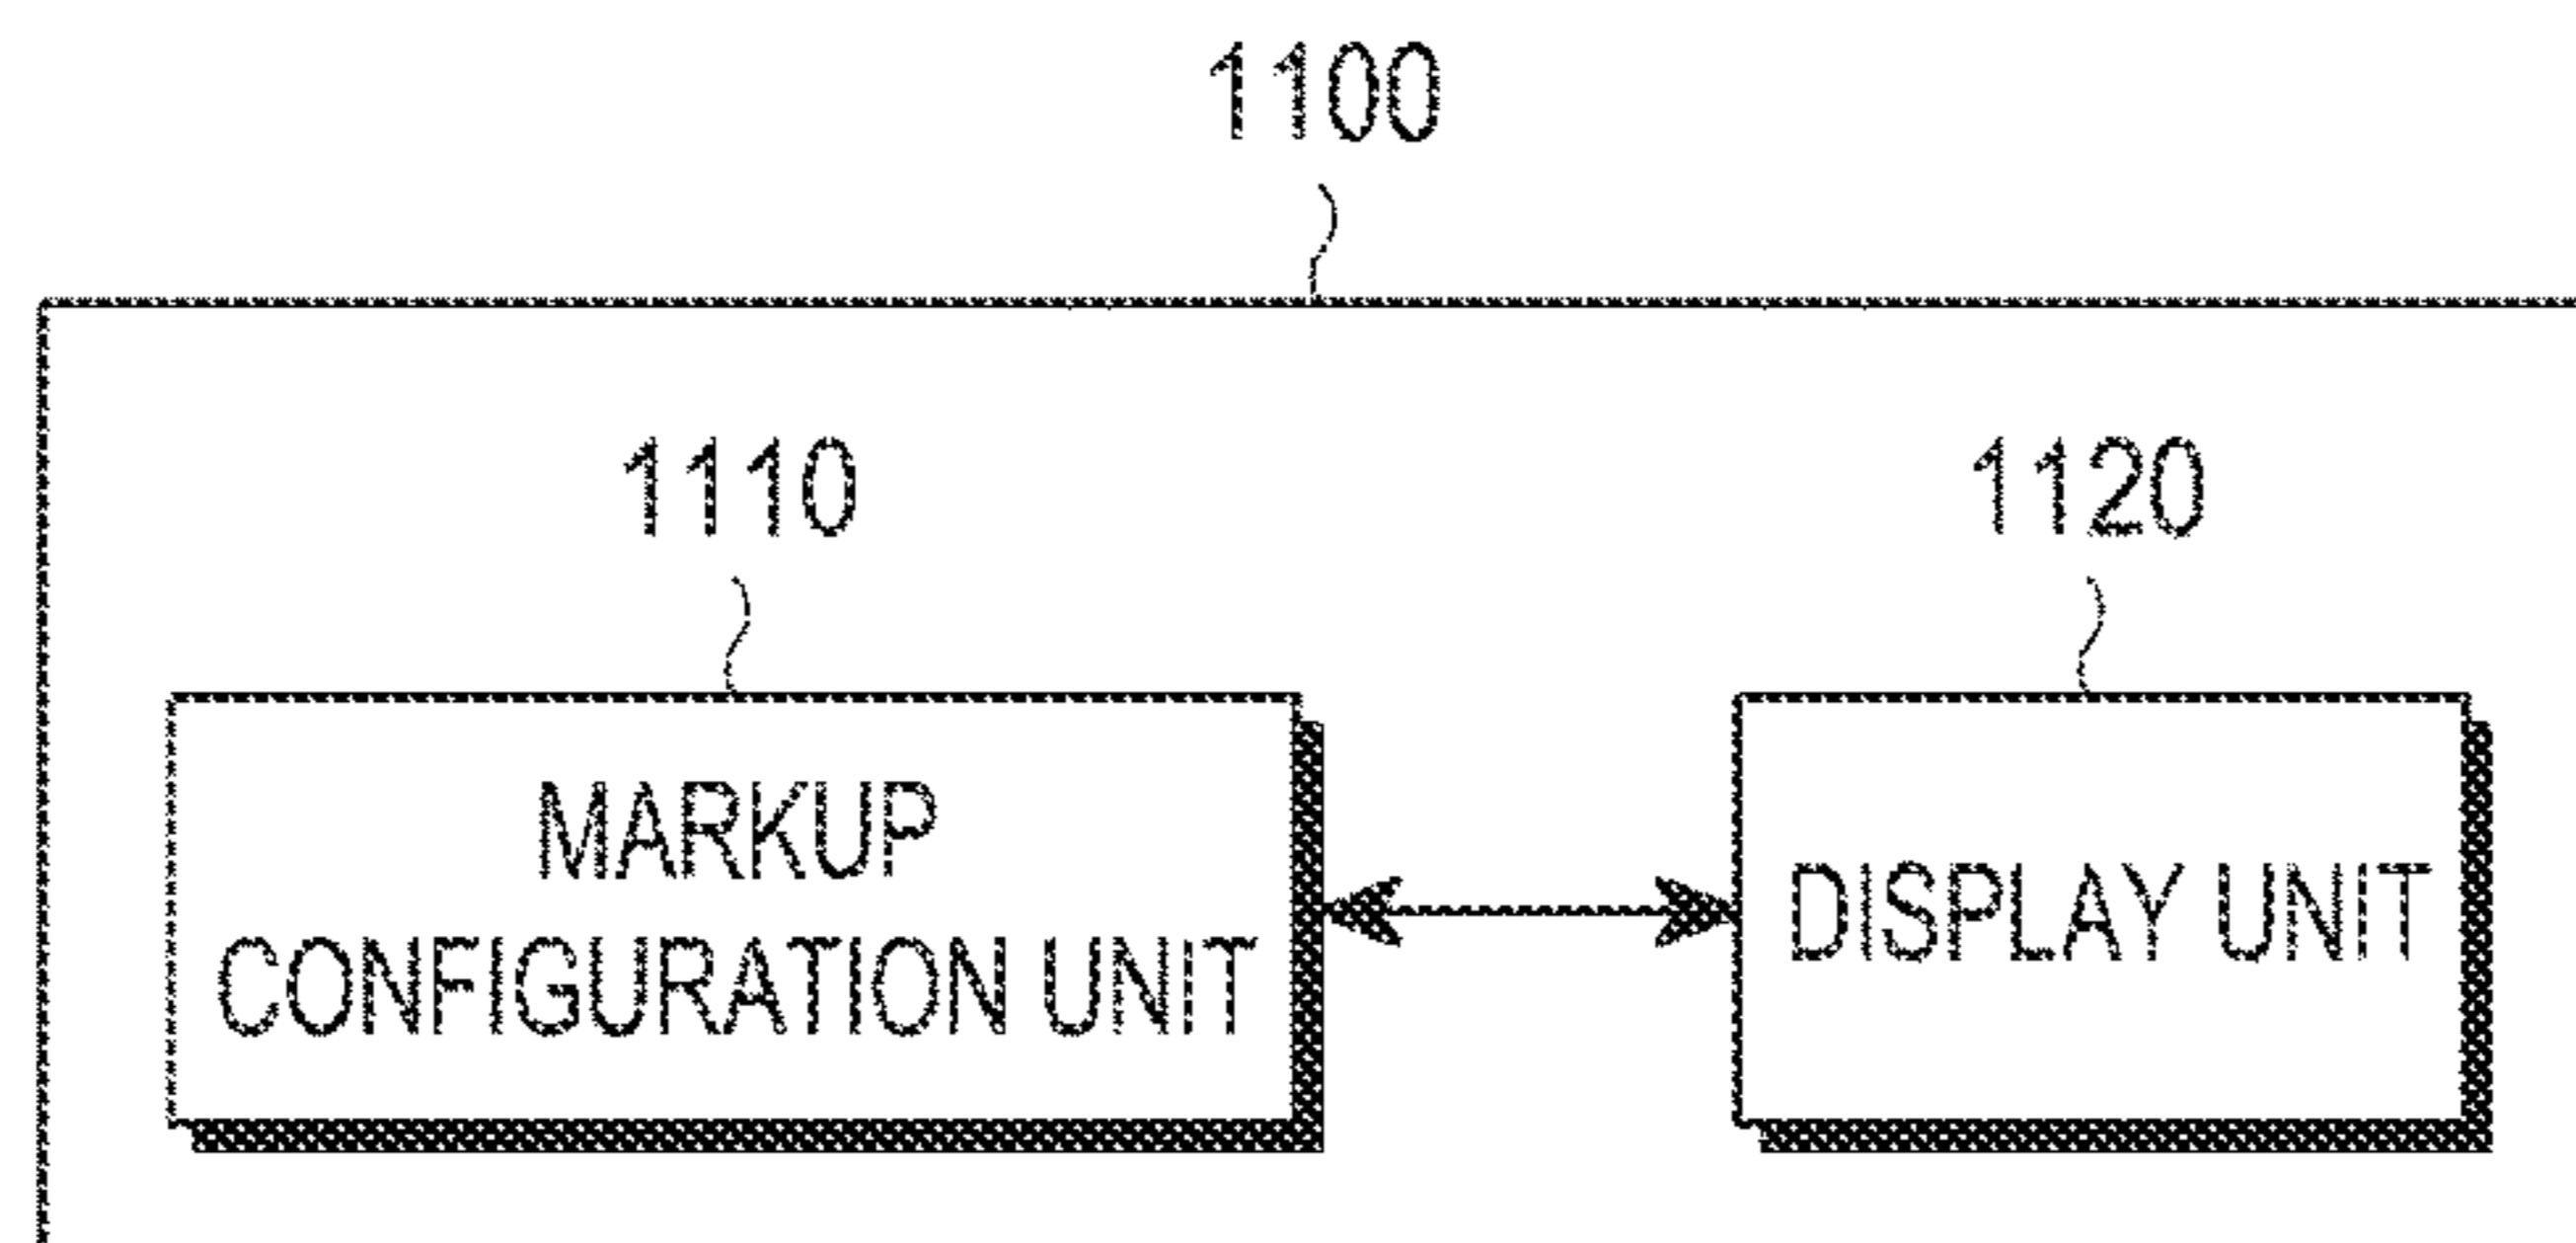 1100
1110
1120
MARKUP
CONFIGURATION UNIT
DISPLAY UNIT